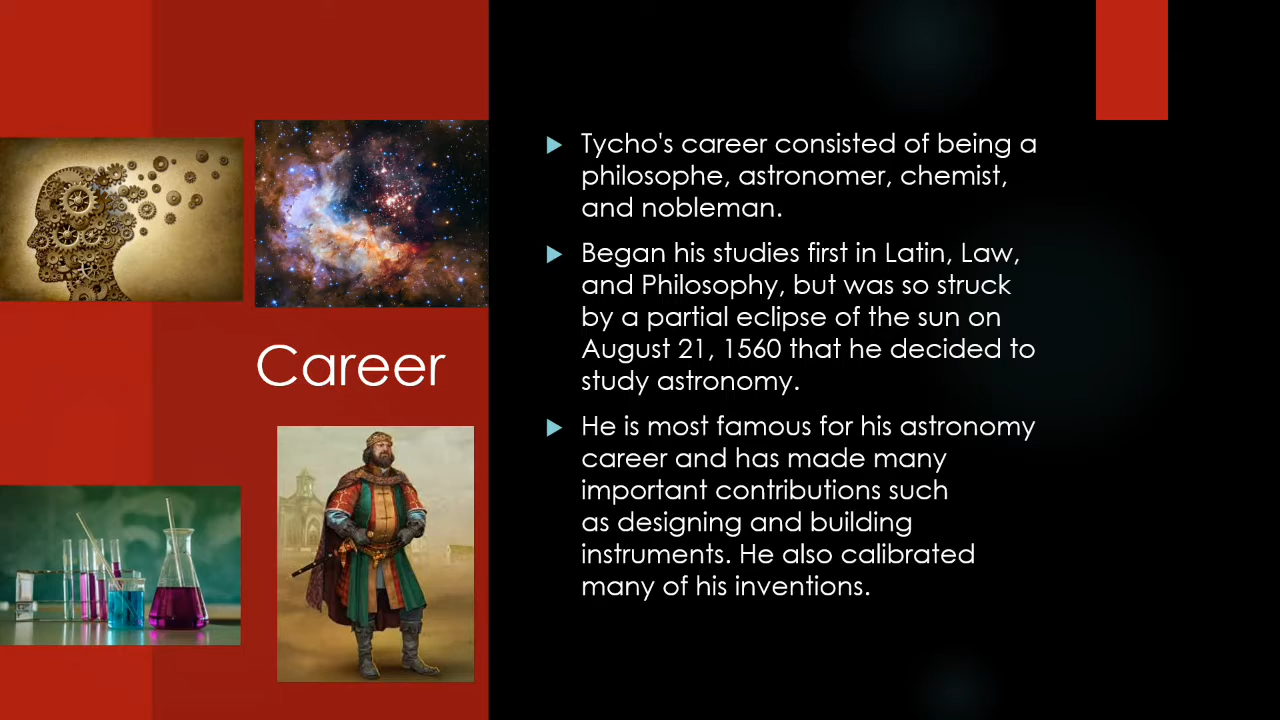 Career
Tycho's career consisted of being a
philosophe, astronomer, chemist,
and nobleman.
Began his studies first in Latin, Law,
and Philosophy, but was so struck
by a partial eclipse of the sun on
August 21, 1560 that he decided to
study astronomy.
He is most famous for his astronomy
career and has made many
important contributions such
as designing and building
instruments. He also calibrated
many of his inventions.